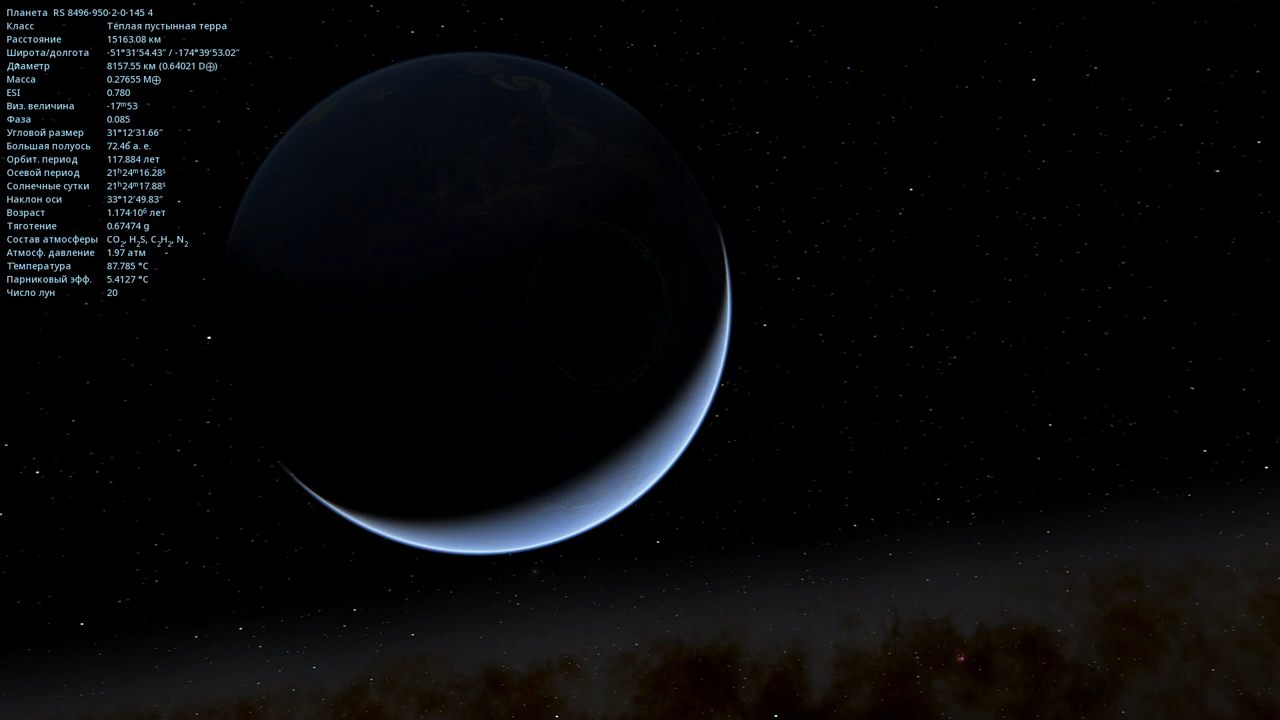 Планета RS 8496-950-2-0-145 4
Класс Тёплая пустынная терра
Расстояние 15163.08 км
Широта/долгота -51°31′54.43″ / -174°39′53.02″
Диаметр 8157.55 км (0.64021 D⊕)
Масса 0.27655 M⊕
ESI 0.780
Виз. величина -17ᵐ53
Фаза 0.085
Угловой размер 31°12′31.66″
Большая полуось 72.46 а. е.
Орбит. период 117.884 лет
Осевой период 21ʰ24ᵐ16.28ˢ
Солнечные сутки 21ʰ24ᵐ17.88ˢ
Наклон оси 33°12′49.83″
Возраст 1.174·10⁶ лет
Тяготение 0.67474 g
Состав атмосферы CO₂, H₂S, C₂H₂, N₂
Атмосф. давление 1.97 атм
Температура 87.785 °C
Парниковый эфф. 5.4127 °C
Число лун 20